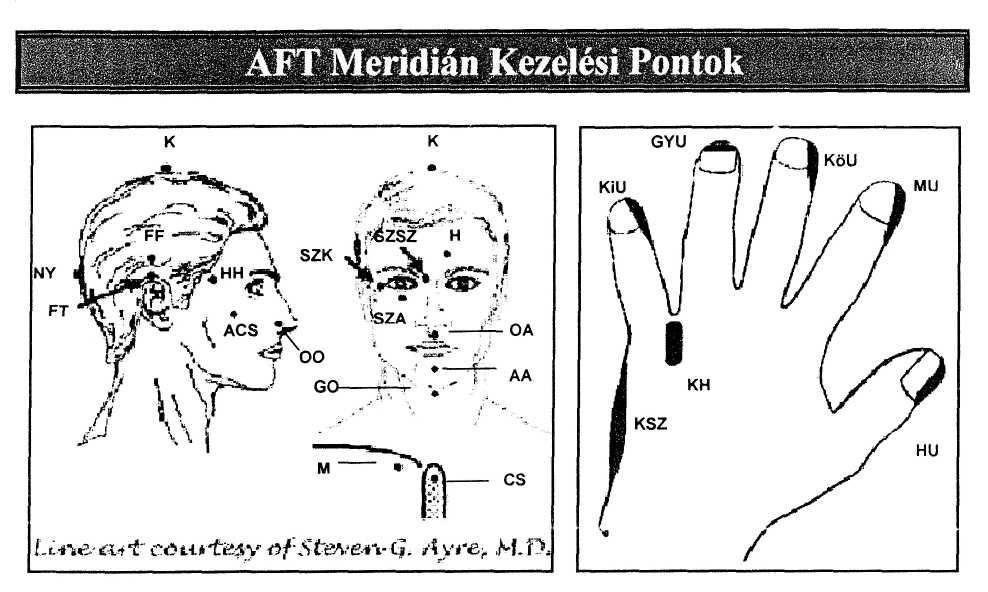 AFT Meridián Kezelési Pontok
K
FF
NY
HH
FT
ACS
OO
K
SZSZ
H
SZK
SZA
OA
AA
GO
M
CS
Line art courtesy of Steven G. Ayre, M.D.
GYU
KöU
KiU
MU
KH
KSZ
HU